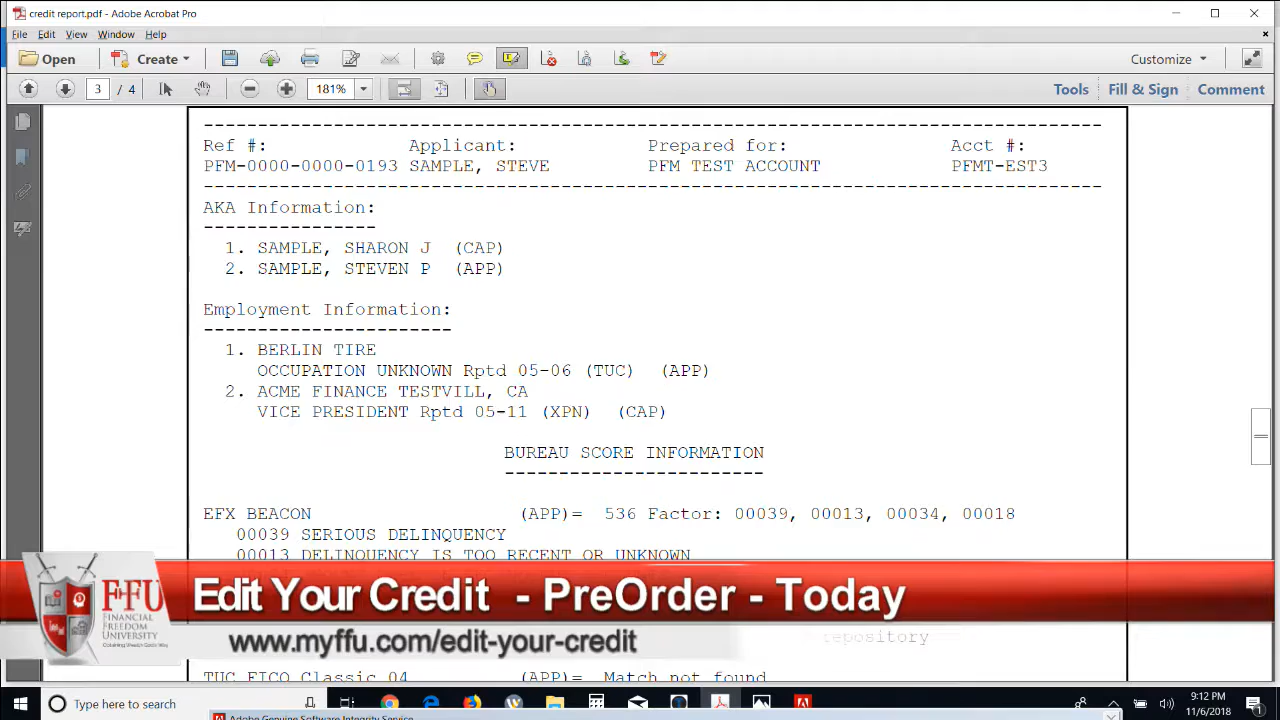 credit report.pdf - Adobe Acrobat Pro
File Edit View Window Help
Open Create Customize
3 / 4 181% Tools Fill & Sign Comment
Ref #: Applicant: Prepared for: Acct #:
PFM-0000-0000-0193 SAMPLE, STEVE PFM TEST ACCOUNT PFMT-EST3
AKA Information:
1. SAMPLE, SHARON J (CAP)
2. SAMPLE, STEVEN P (APP)
Employment Information:
1. BERLIN TIRE
OCCUPATION UNKNOWN Rptd 05-06 (TUC) (APP)
2. ACME FINANCE TESTVILL, CA
VICE PRESIDENT Rptd 05-11 (XPN) (CAP)
BUREAU SCORE INFORMATION
EFX BEACON (APP)= 536 Factor: 00039, 00013, 00034, 00018
00039 SERIOUS DELINQUENCY
00013 DELINQUENCY IS TOO RECENT OR UNKNOWN
FFU
FINANCIAL
FREEDOM
UNIVERSITY
Edit Your Credit - PreOrder - Today
www.myffu.com/edit-your-credit
repository
TUC FICO Classic 04 (APP)= Match not found
Type here to search
9:12 PM
11/6/2018
Adobe Genuine Software Integrity Service